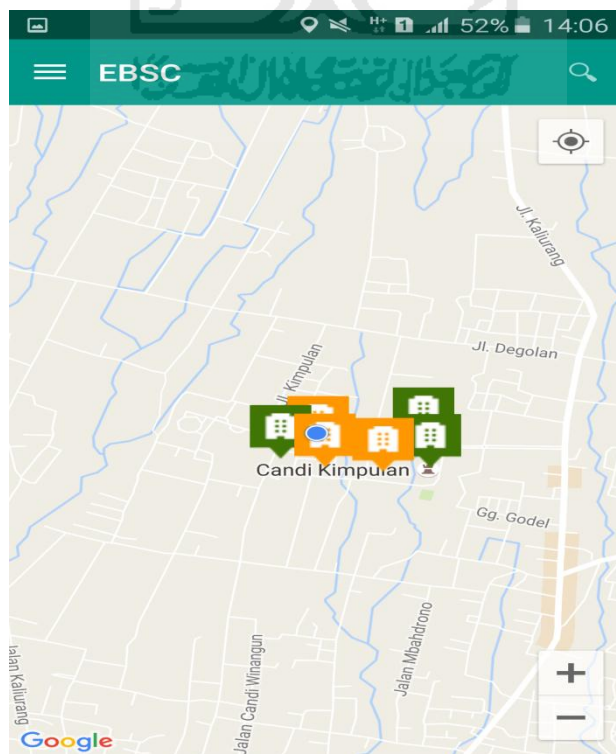 H+ 1 52% 14:06
EBSC
Jl. Kaliurang
Jl. Degolan
Jl. Kimpulan
Candi Kimpulan
Gg. Godel
Jalan Mbahdrono
Jalan Candi Winangun
Jalan Kaliurang
+
−
Google